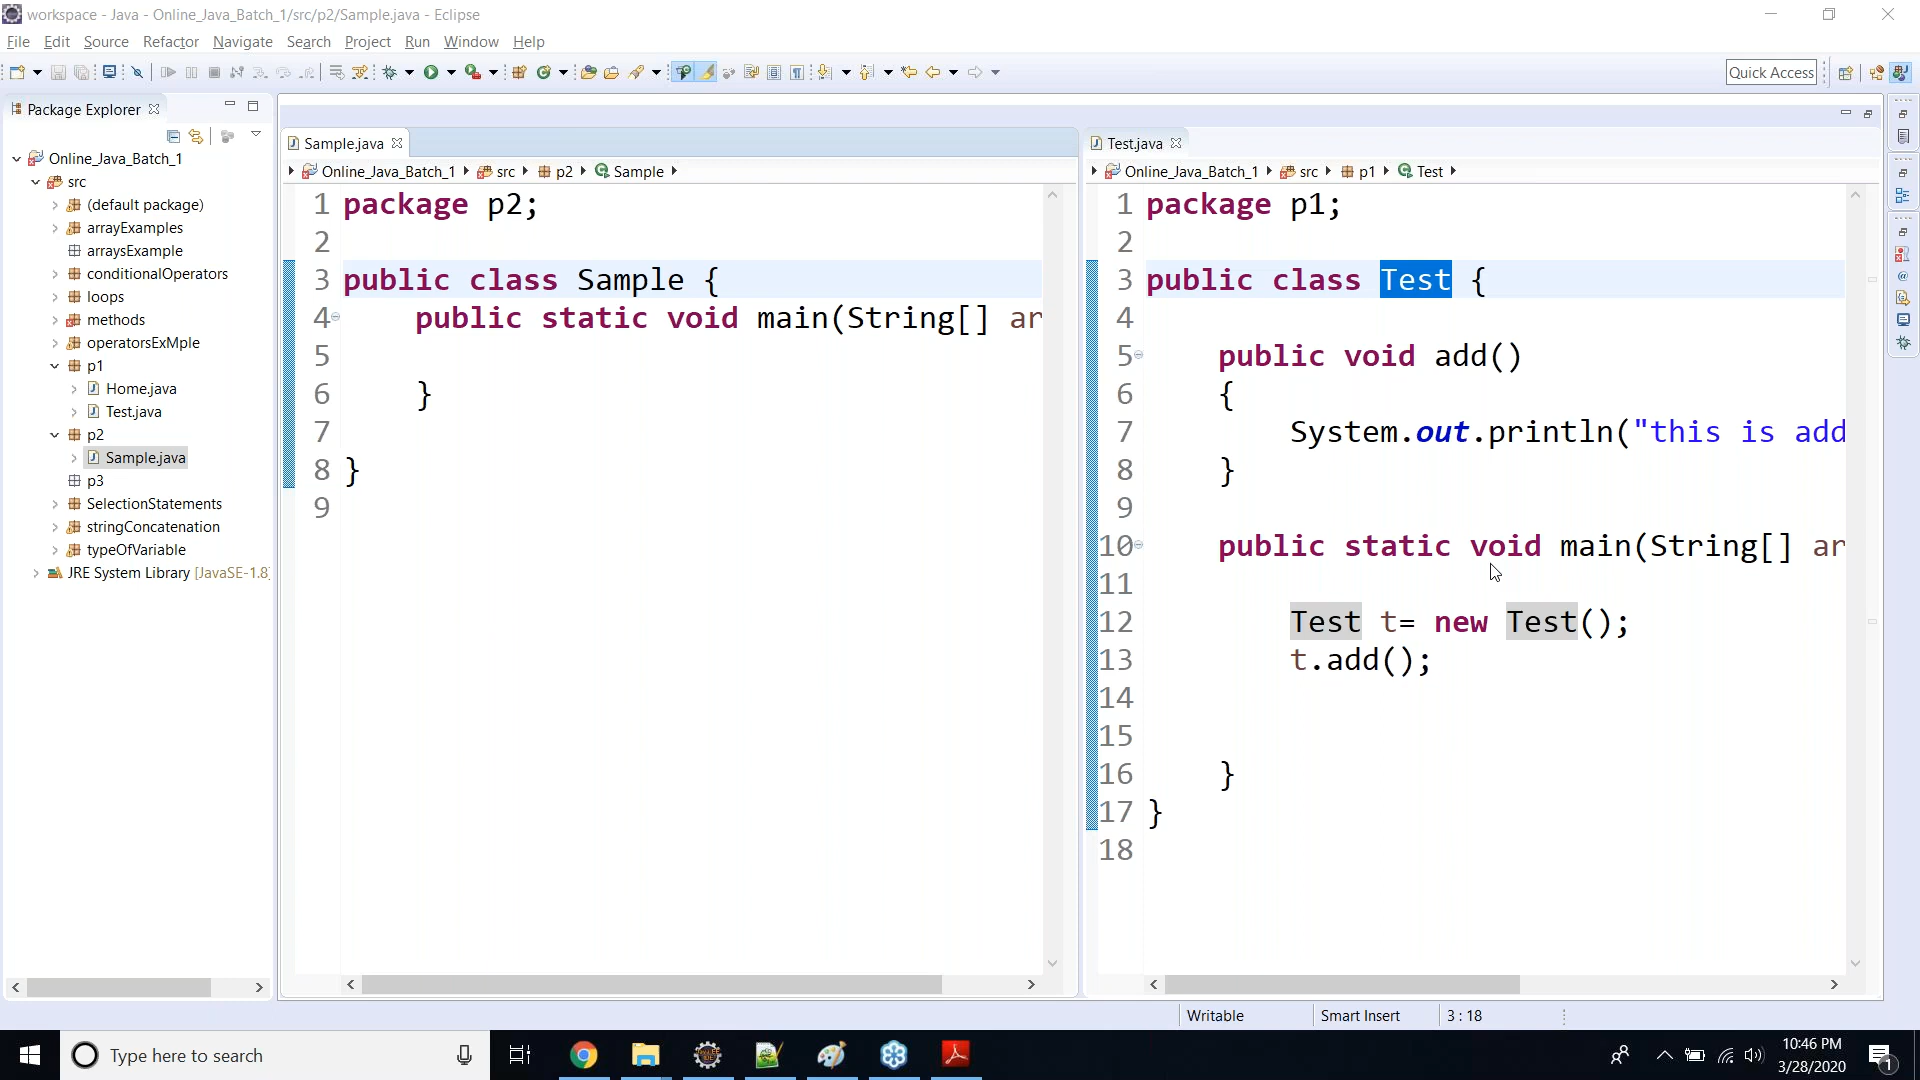 workspace - Java - Online_Java_Batch_1/src/p2/Sample.java - Eclipse
File Edit Source Refactor Navigate Search Project Run Window Help
Quick Access
Package Explorer
Online_Java_Batch_1
src
(default package)
arrayExamples
arraysExample
conditionalOperators
loops
methods
operatorsExMple
p1
Home.java
Test.java
p2
Sample.java
p3
SelectionStatements
stringConcatenation
typeOfVariable
JRE System Library [JavaSE-1.8]
Sample.java
Online_Java_Batch_1 src p2 Sample
1 package p2;
2
3 public class Sample {
4 public static void main(String[] ar
5
6 }
7
8 }
9
Test.java
Online_Java_Batch_1 src p1 Test
1 package p1;
2
3 public class Test {
4
5 public void add()
6 {
7 System.out.println("this is add
8 }
9
10 public static void main(String[] ar
11
12 Test t= new Test();
13 t.add();
14
15
16 }
17 }
18
Writable Smart Insert 3 : 18
Type here to search
10:46 PM
3/28/2020
1